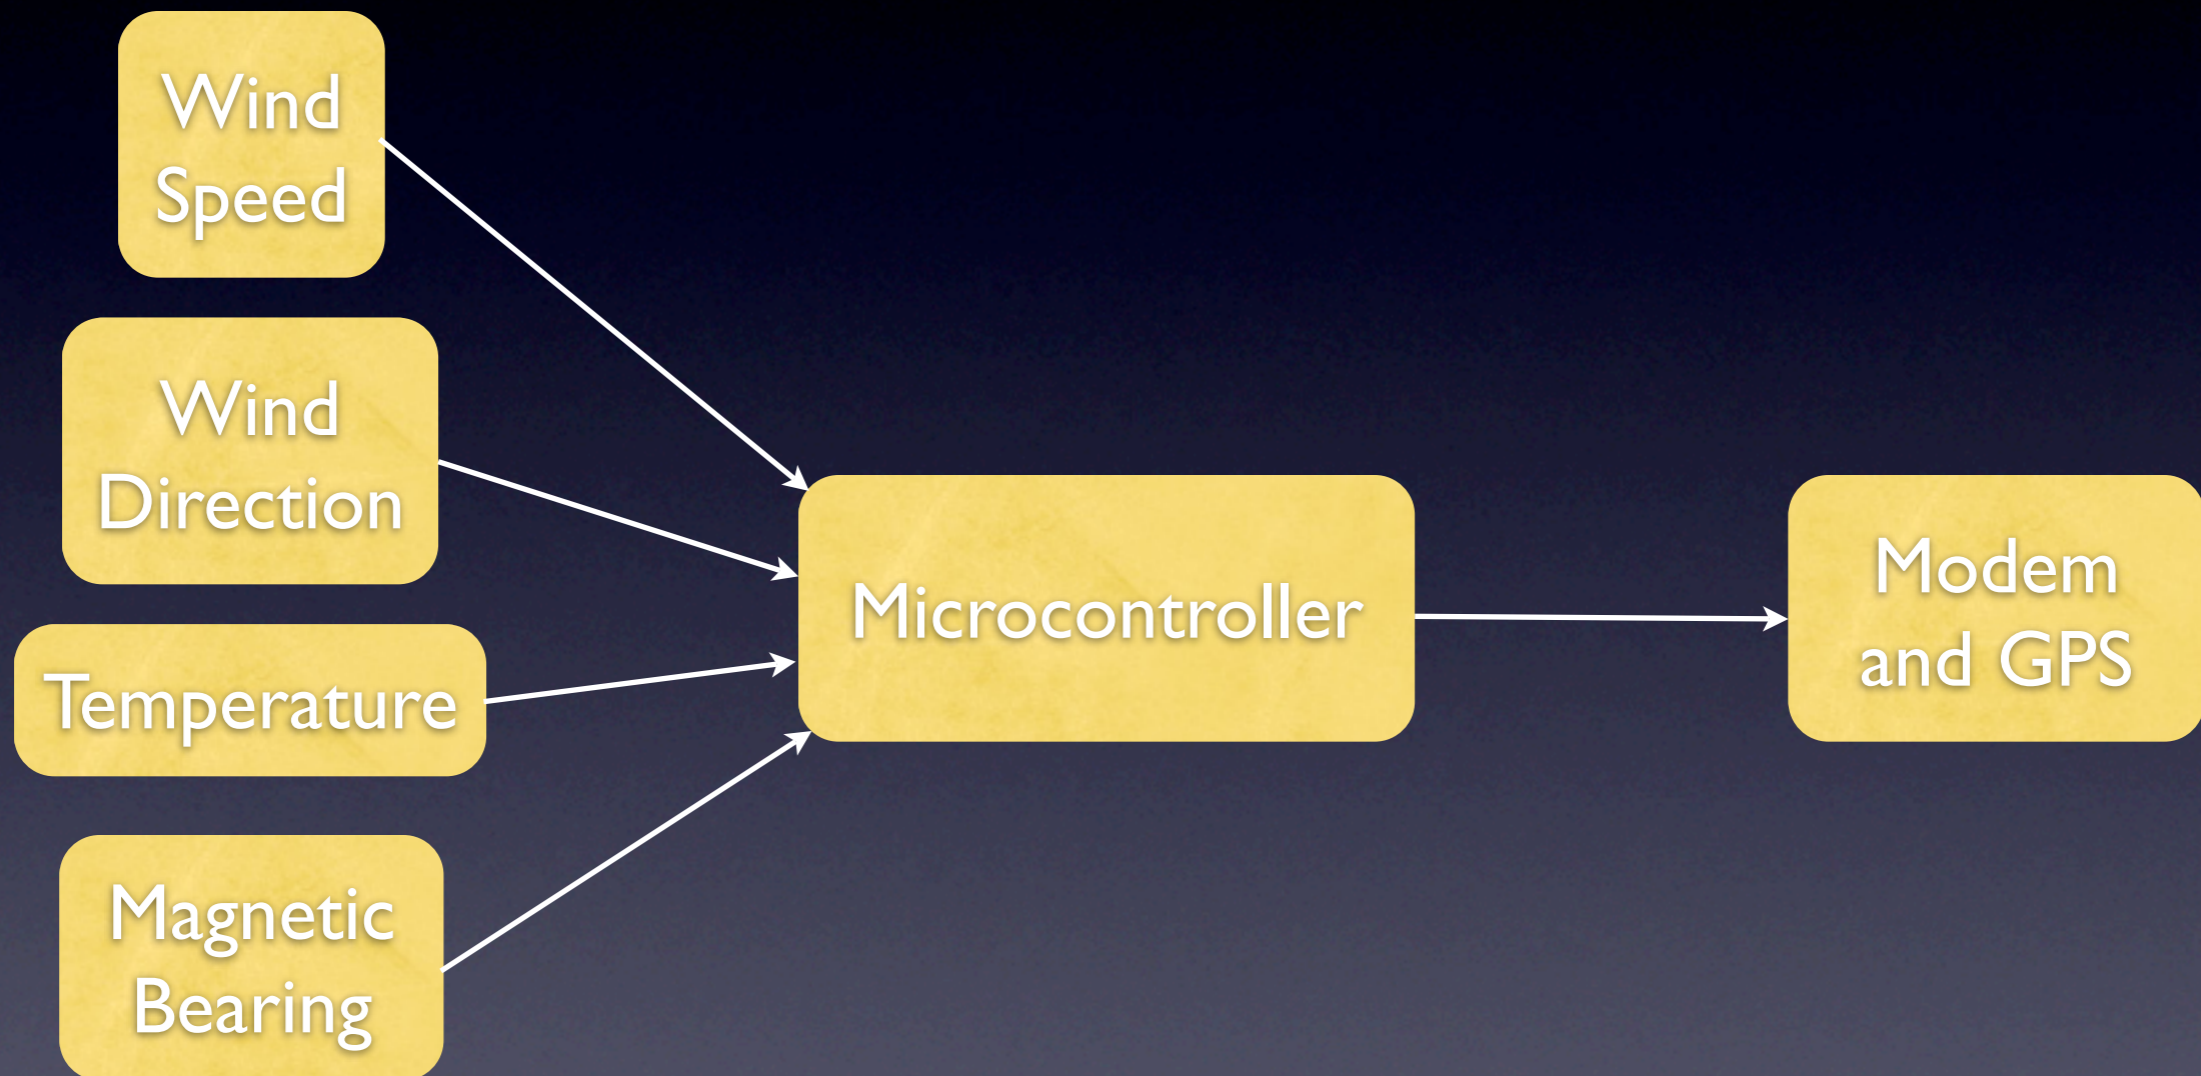 Wind
Speed
Wind
Direction
Temperature
Magnetic
Bearing
Microcontroller
Modem
and GPS